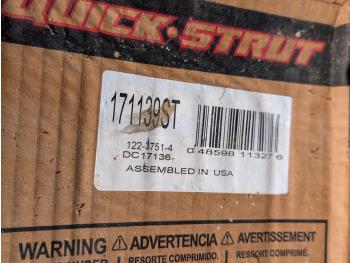 QUICK-STRUT
171139ST
122-3751-4
DC17136
0 48598 11327 6
ASSEMBLED IN USA
WARNING ⚠ ADVERTENCIA ⚠ AVERTISSEMENT
RESORTE COMPRIMIDO. RESSORT COMPRIMÉ.